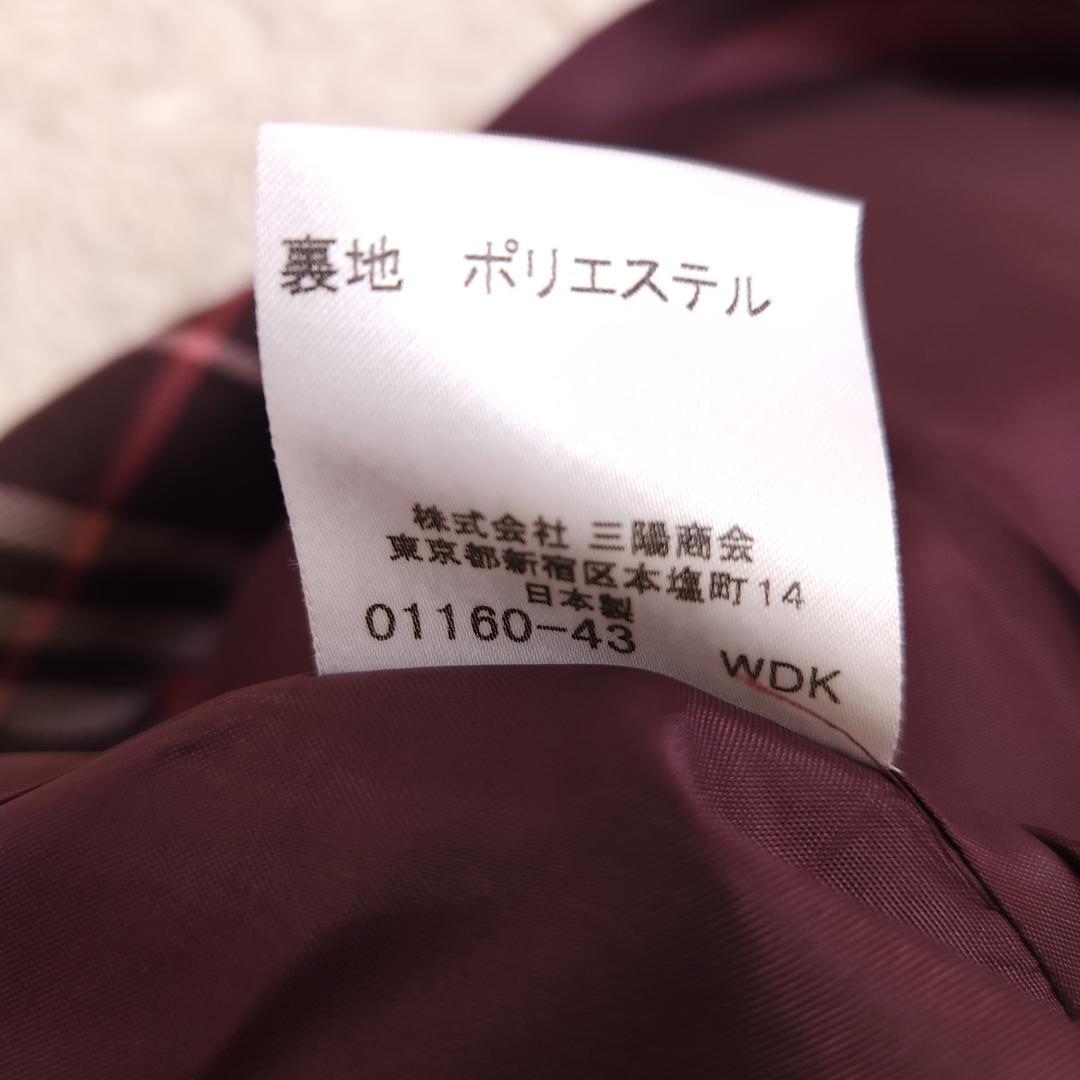 裏地 ポリエステル
株式会社 三陽商会
東京都新宿区本塩町14
日本製
01160-43
WDK